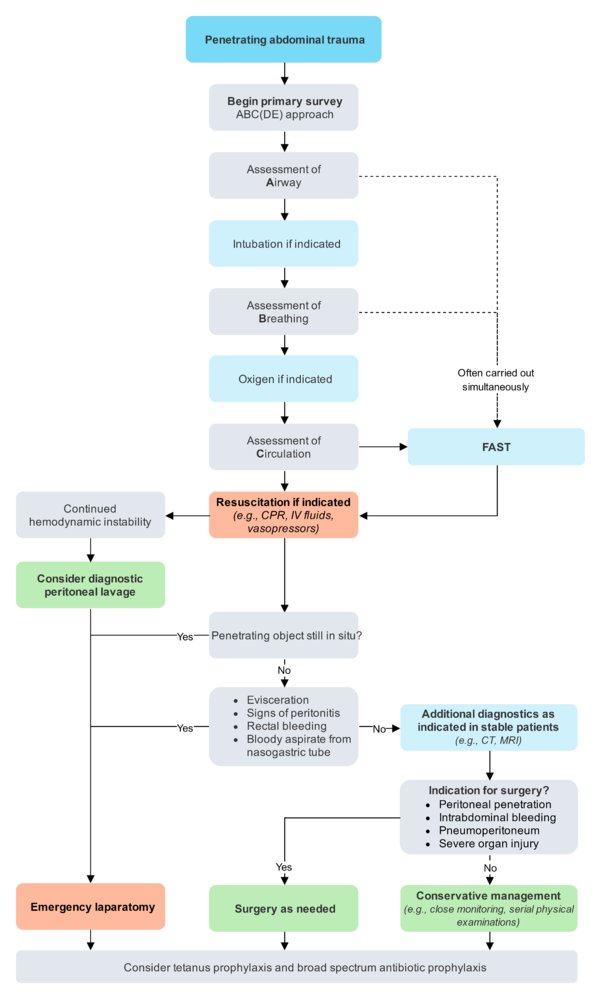 Penetrating abdominal trauma
Begin primary survey
ABC(DE) approach
Assessment of
Airway
Intubation if indicated
Assessment of
Breathing
Oxigen if indicated
Often carried out
simultaneously
Assessment of
Circulation
FAST
Continued
hemodynamic instability
Resuscitation if indicated
(e.g., CPR, IV fluids,
vasopressors)
Consider diagnostic
peritoneal lavage
Yes
Penetrating object still in situ?
No
Yes
• Evisceration
• Signs of peritonitis
• Rectal bleeding
• Bloody aspirate from
nasogastric tube
No
Additional diagnostics as
indicated in stable patients
(e.g., CT, MRI)
Indication for surgery?
• Peritoneal penetration
• Intrabdominal bleeding
• Pneumoperitoneum
• Severe organ injury
Yes
No
Emergency laparatomy
Surgery as needed
Conservative management
(e.g., close monitoring, serial physical
examinations)
Consider tetanus prophylaxis and broad spectrum antibiotic prophylaxis